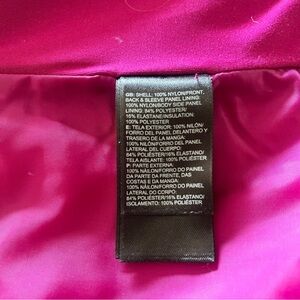 GB: SHELL: 100% NYLON/FRONT,
BACK & SLEEVE PANEL LINING:
100% NYLON/BODY SIDE PANEL
LINING: 84% POLYESTER/
16% ELASTANE/INSULATION:
100% POLYESTER
E: TELA EXTERIOR: 100% NILÓN/
FORRO DEL PANEL DELANTERO Y
TRASERO DE LA MANGA:
100% NILÓN/FORRO DEL PANEL
LATERAL DEL CUERPO:
84% POLIÉSTER/16% ELASTANO/
TELA AISLANTE: 100% POLIÉSTER
P: PARTE EXTERNA:
100% NÁILON/FORRO DO PAINEL
DA PARTE DA FRENTE, DAS
COSTAS E DA MANGA:
100% NÁILON/FORRO DO PAINEL
LATERAL DO CORPO:
84% POLIÉSTER/16% ELASTANO/
ISOLAMENTO: 100% POLIÉSTER